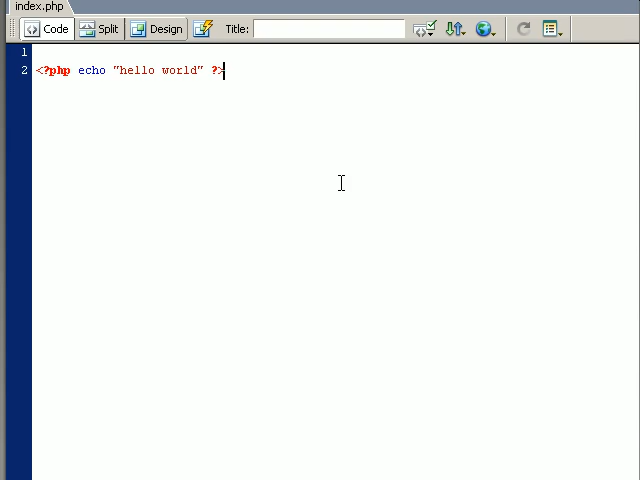 index.php
Code Split Design Title:
1
2 <?php echo "hello world" ?>